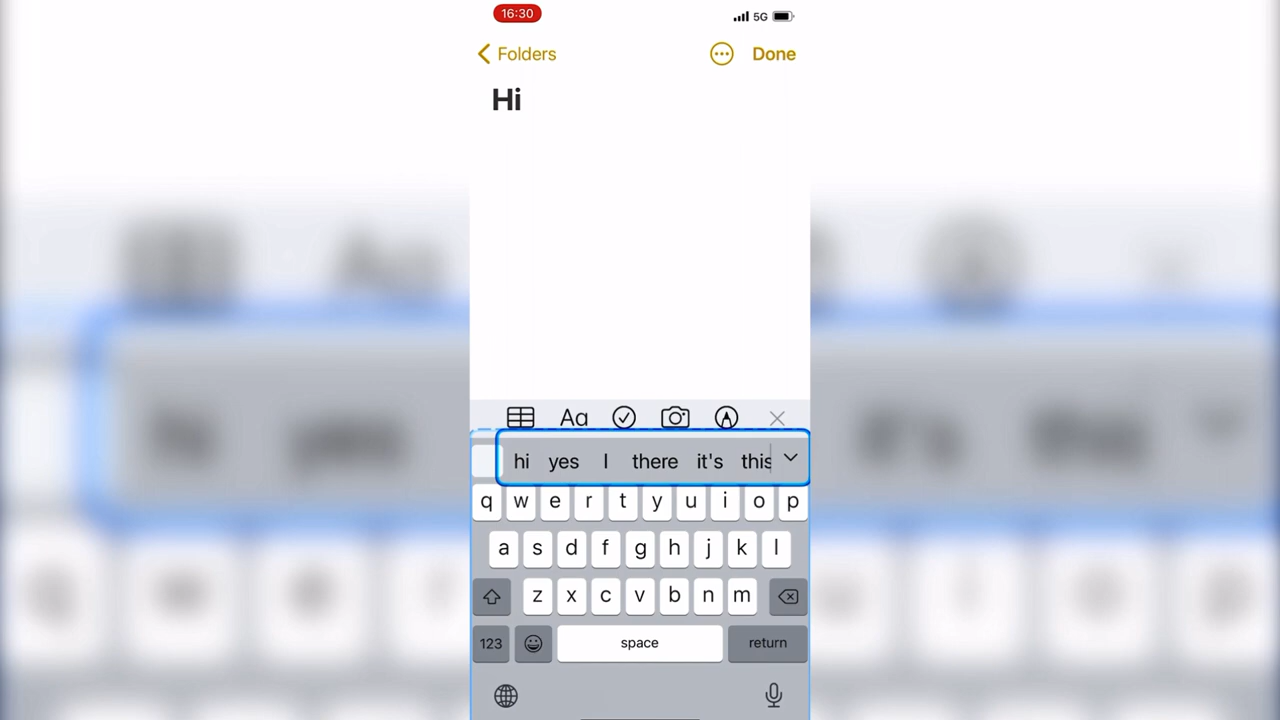 16:30 5G
Folders Done
Hi
Aa
hi yes I there it's this
q w e r t y u i o p
a s d f g h j k l
z x c v b n m
123 space return